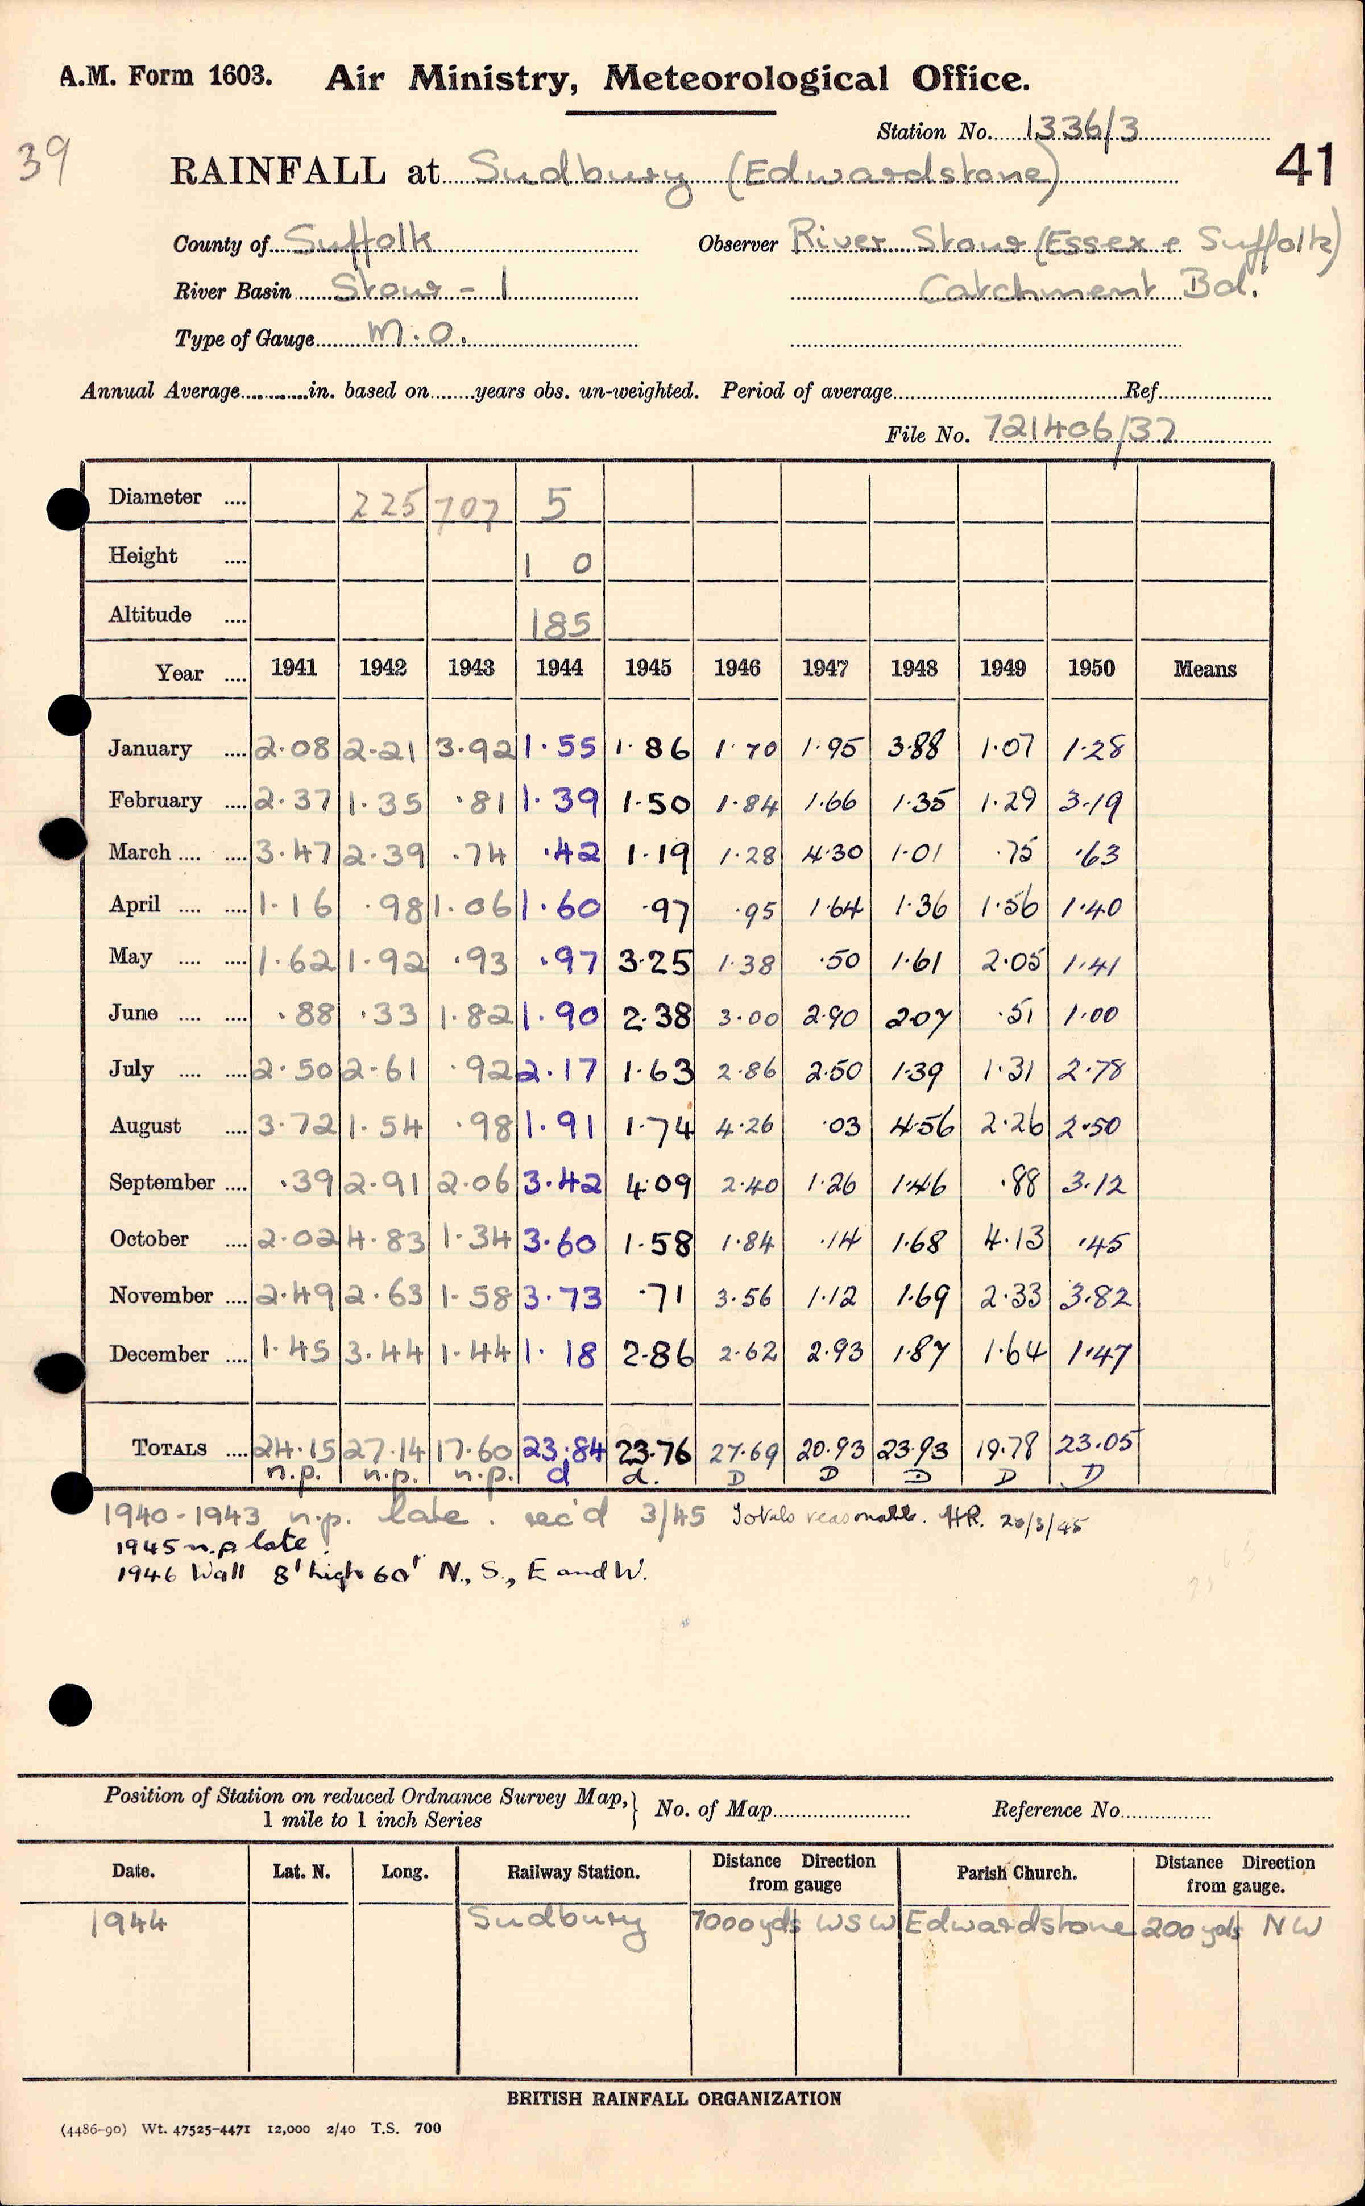 A.M. Form 1603. Air Ministry, Meteorological Office.
Station No. 1336/3
39
RAINFALL at Sudbury (Edwardstone)
41
County of Suffolk Observer River Stour (Essex & Suffolk)
River Basin Stour - 1 Catchment Bd.
Type of Gauge M.O.
Annual Average............in. based on........years obs. un-weighted. Period of average............ Ref............
File No. 721406/37
Diameter .... 225 707 5
Height .... 1 0
Altitude .... 185
Year .... 1941 1942 1943 1944 1945 1946 1947 1948 1949 1950 Means
January .... 2.08 2.21 3.92 1.55 1.86 1.70 1.95 3.88 1.07 1.28
February .... 2.37 1.35 .81 1.39 1.50 1.84 1.66 1.35 1.29 3.19
March .... .... 3.47 2.39 .74 .42 1.19 1.28 4.30 1.01 .75 .63
April .... .... 1.16 .98 1.06 1.60 .97 .95 1.64 1.36 1.56 1.40
May .... .... 1.62 1.92 .93 .97 3.25 1.38 .50 1.61 2.05 1.41
June .... .... .88 .33 1.82 1.90 2.38 3.00 2.90 2.07 .51 1.00
July .... .... 2.50 2.61 .92 2.17 1.63 2.86 2.50 1.39 1.31 2.78
August .... 3.72 1.54 .98 1.91 1.74 4.26 .03 4.56 2.26 2.50
September .... .39 2.91 2.06 3.42 4.09 2.40 1.26 1.46 .88 3.12
October .... 2.02 4.83 1.34 3.60 1.58 1.84 .14 1.68 4.13 .45
November .... 2.49 2.63 1.58 3.73 .71 3.56 1.12 1.69 2.33 3.82
December .... 1.45 3.44 1.44 1.18 2.86 2.62 2.93 1.87 1.64 1.47
TOTALS .... 24.15 27.14 17.60 23.84 23.76 27.69 20.93 23.93 19.78 23.05
n.p. n.p. n.p. d d. D D D D D
1940-1943 n.p. late. rec'd 3/45 Totals reasonable. HR. 20/3/45
1945 n.p late.
1946 Wall 8' high 60' N., S., E and W.
Position of Station on reduced Ordnance Survey Map, 1 mile to 1 inch Series } No. of Map............ Reference No............
Date. Lat. N. Long. Railway Station. Distance Direction from gauge Parish Church. Distance Direction from gauge.
1944 Sudbury 7000 yds WSW Edwardstone 200 yds NW
BRITISH RAINFALL ORGANIZATION
(4486-90) Wt. 47525-4471 12,000 2/40 T.S. 700